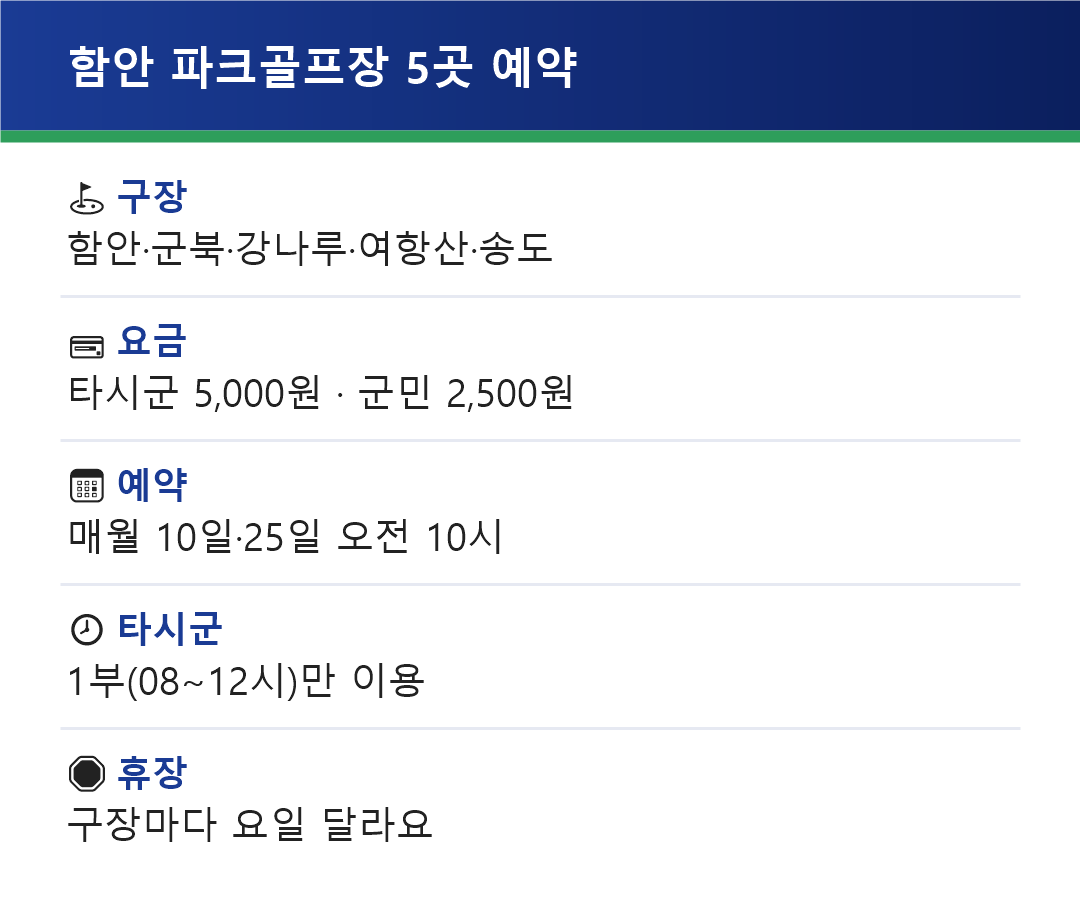 함안 파크골프장 5곳 예약
구장
함안·군북·강나루·여항산·송도
요금
타시군 5,000원 · 군민 2,500원
예약
매월 10일·25일 오전 10시
타시군
1부(08~12시)만 이용
휴장
구장마다 요일 달라요